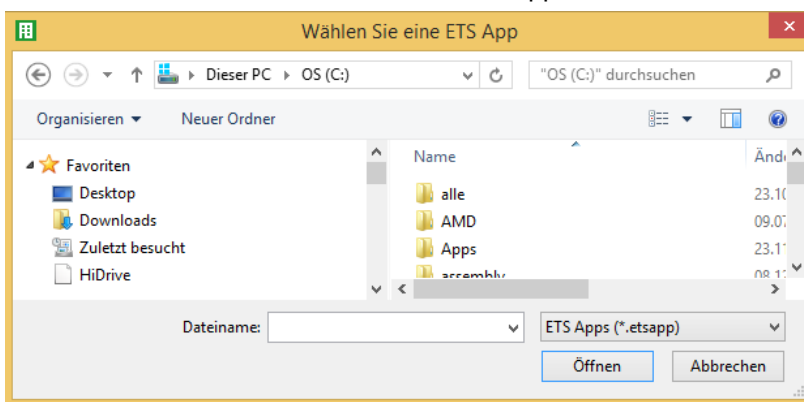 Wählen Sie eine ETS App
Dieser PC OS (C:) "OS (C:)" durchsuchen
Organisieren Neuer Ordner
Favoriten
Desktop
Downloads
Zuletzt besucht
HiDrive
Name
alle 23.10
AMD 09.07
Apps 23.11
assembly
Dateiname: ETS Apps (*.etsapp)
Öffnen Abbrechen